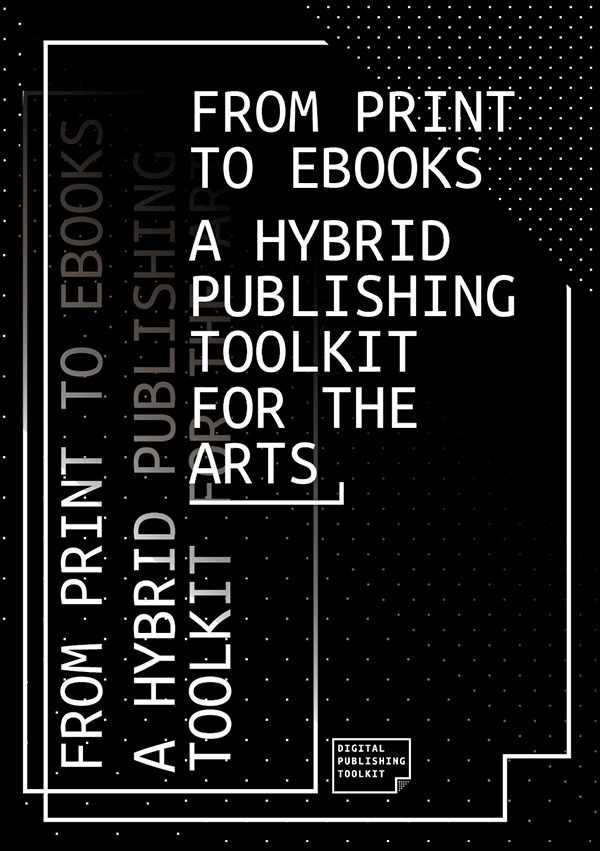 FROM PRINT
TO EBOOKS
A HYBRID
PUBLISHING
TOOLKIT
FOR THE
ARTS
FROM PRINT TO EBOOKS
A HYBRID PUBLISHING
TOOLKIT FOR THE ART
DIGITAL
PUBLISHING
TOOLKIT